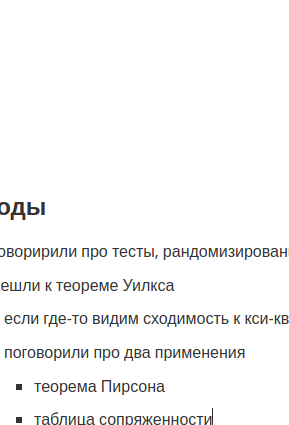 оды
оворирили про тесты, рандомизирован
ешли к теореме Уилкса
если где-то видим сходимость к кси-кв
поговорили про два применения
теорема Пирсона
таблица сопряженности